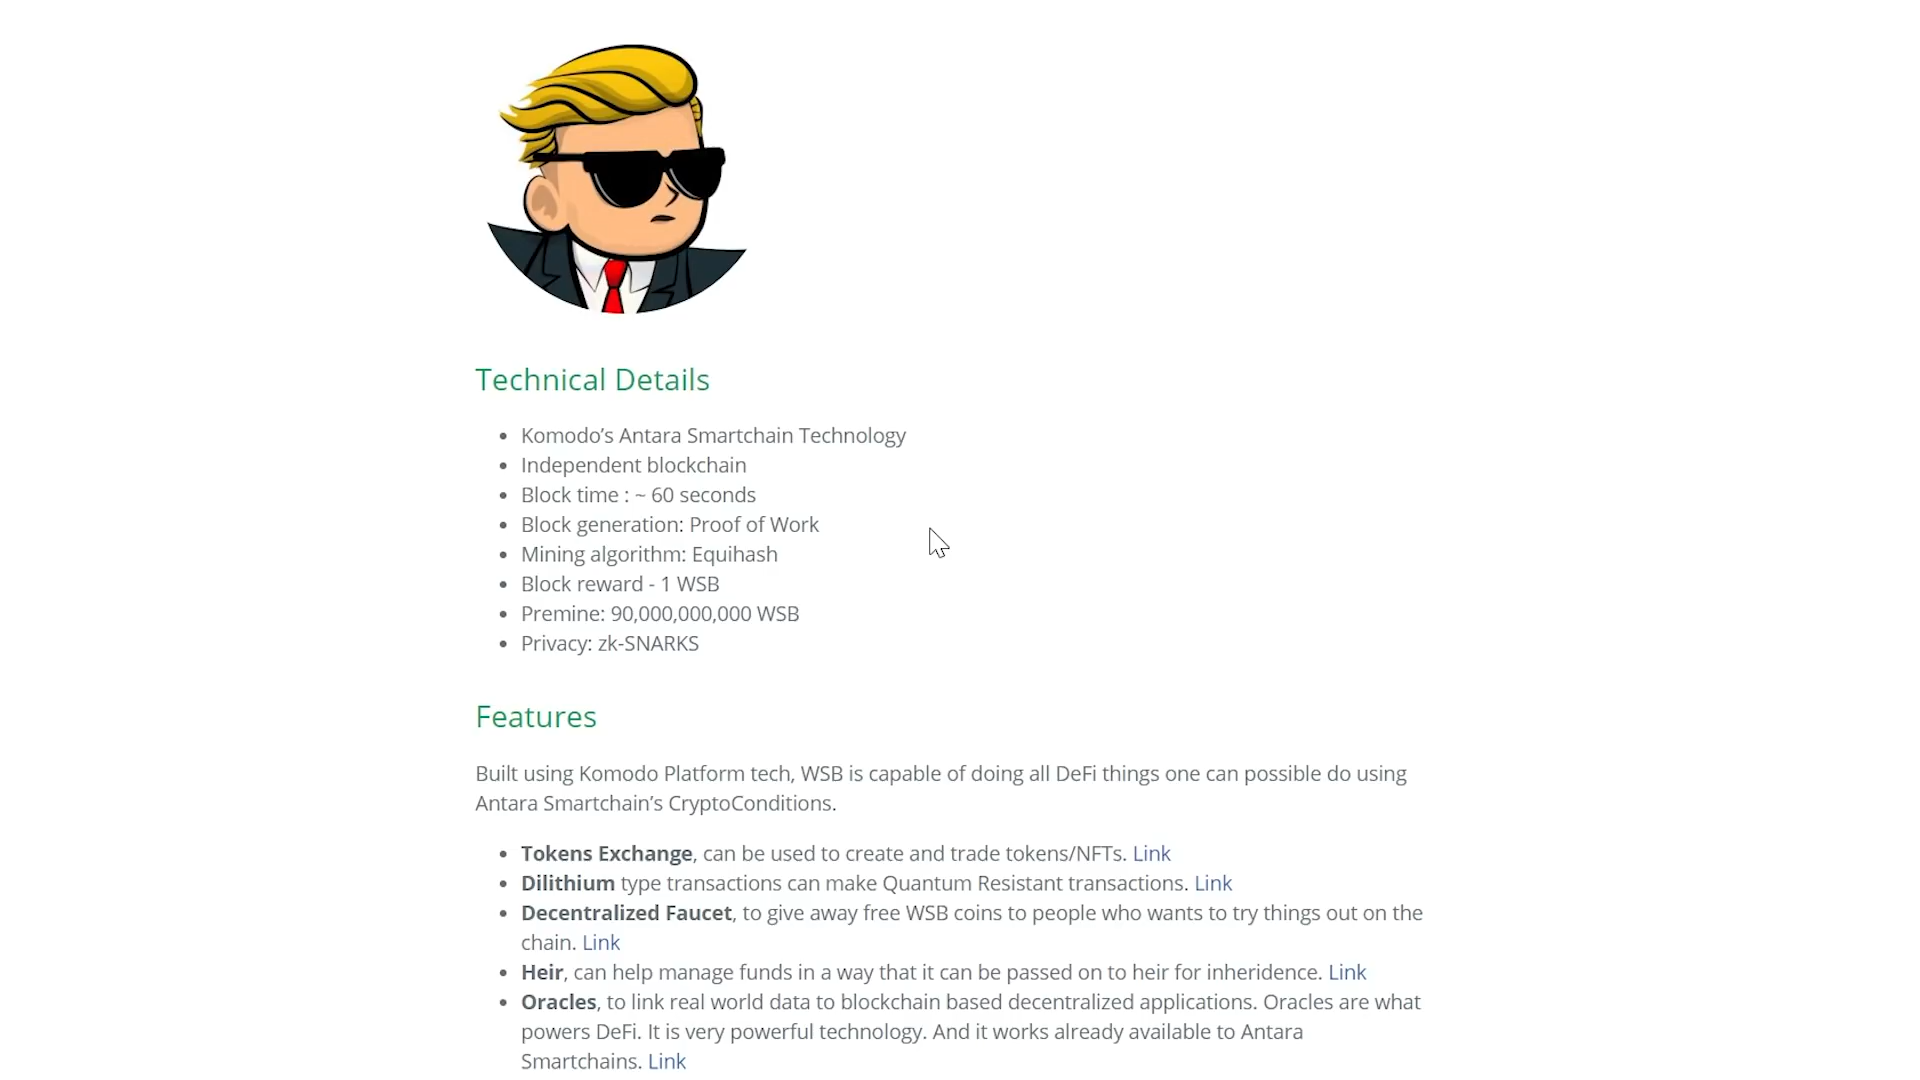 Technical Details
Komodo’s Antara Smartchain Technology
Independent blockchain
Block time : ~ 60 seconds
Block generation: Proof of Work
Mining algorithm: Equihash
Block reward - 1 WSB
Premine: 90,000,000,000 WSB
Privacy: zk-SNARKS
Features
Built using Komodo Platform tech, WSB is capable of doing all DeFi things one can possible do using
Antara Smartchain’s CryptoConditions.
Tokens Exchange, can be used to create and trade tokens/NFTs. Link
Dilithium type transactions can make Quantum Resistant transactions. Link
Decentralized Faucet, to give away free WSB coins to people who wants to try things out on the
chain. Link
Heir, can help manage funds in a way that it can be passed on to heir for inheridence. Link
Oracles, to link real world data to blockchain based decentralized applications. Oracles are what
powers DeFi. It is very powerful technology. And it works already available to Antara
Smartchains. Link